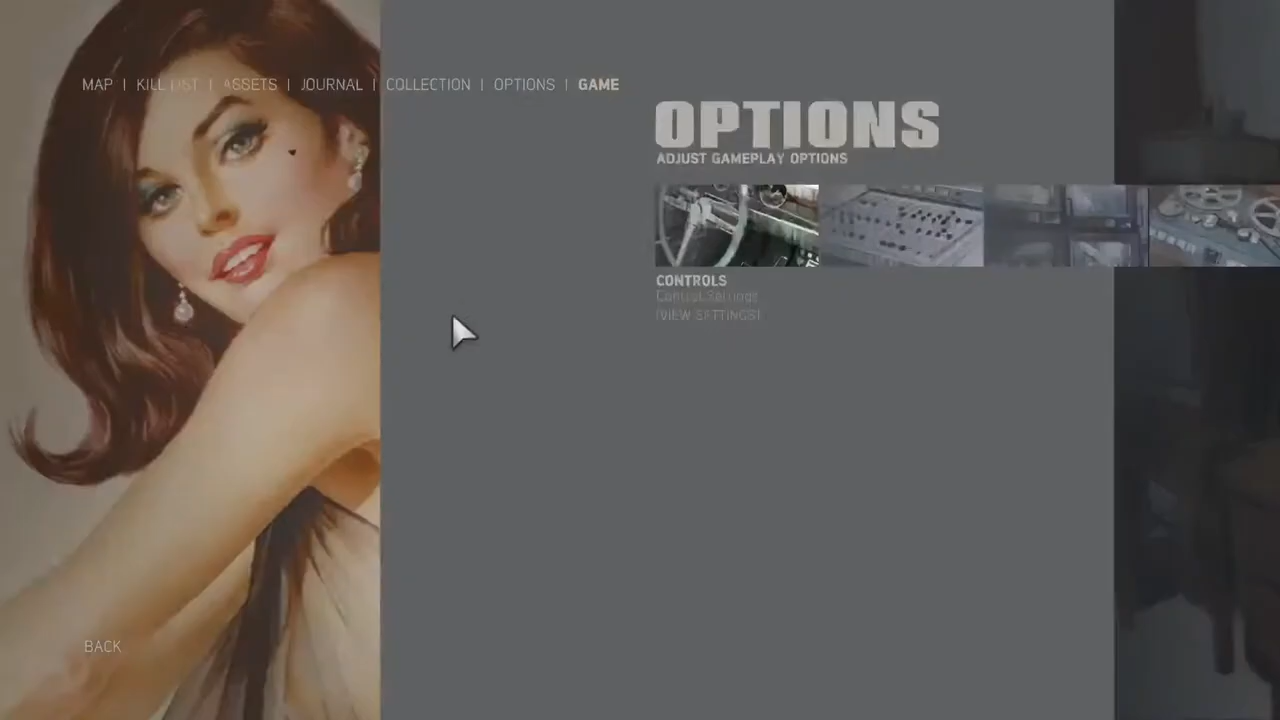 MAP | KILL LIST | ASSETS | JOURNAL | COLLECTION | OPTIONS | GAME
OPTIONS
ADJUST GAMEPLAY OPTIONS
CONTROLS
Control Settings
[VIEW SETTINGS]
BACK